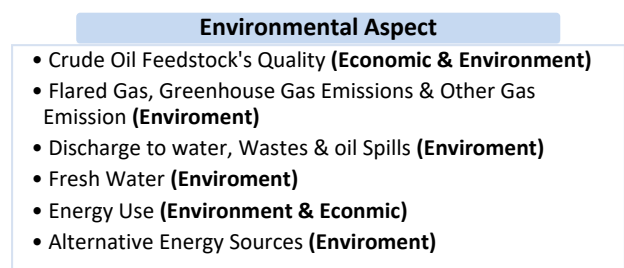 Environmental Aspect
• Crude Oil Feedstock's Quality (Economic & Environment)
• Flared Gas, Greenhouse Gas Emissions & Other Gas
Emission (Enviroment)
• Discharge to water, Wastes & oil Spills (Enviroment)
• Fresh Water (Enviroment)
• Energy Use (Environment & Econmic)
• Alternative Energy Sources (Enviroment)